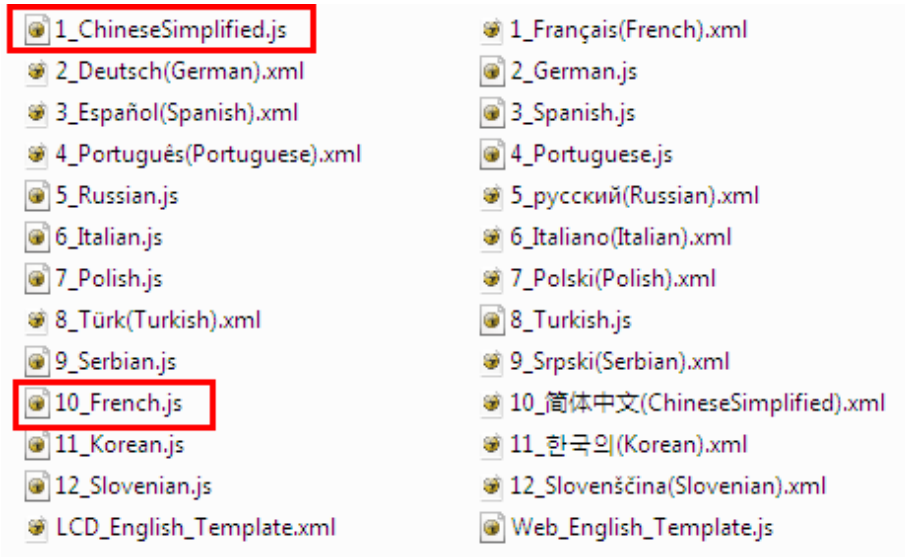 1_ChineseSimplified.js 1_Français(French).xml
2_Deutsch(German).xml 2_German.js
3_Español(Spanish).xml 3_Spanish.js
4_Português(Portuguese).xml 4_Portuguese.js
5_Russian.js 5_русский(Russian).xml
6_Italian.js 6_Italiano(Italian).xml
7_Polish.js 7_Polski(Polish).xml
8_Türk(Turkish).xml 8_Turkish.js
9_Serbian.js 9_Srpski(Serbian).xml
10_French.js 10_简体中文(ChineseSimplified).xml
11_Korean.js 11_한국의(Korean).xml
12_Slovenian.js 12_Slovenščina(Slovenian).xml
LCD_English_Template.xml Web_English_Template.js